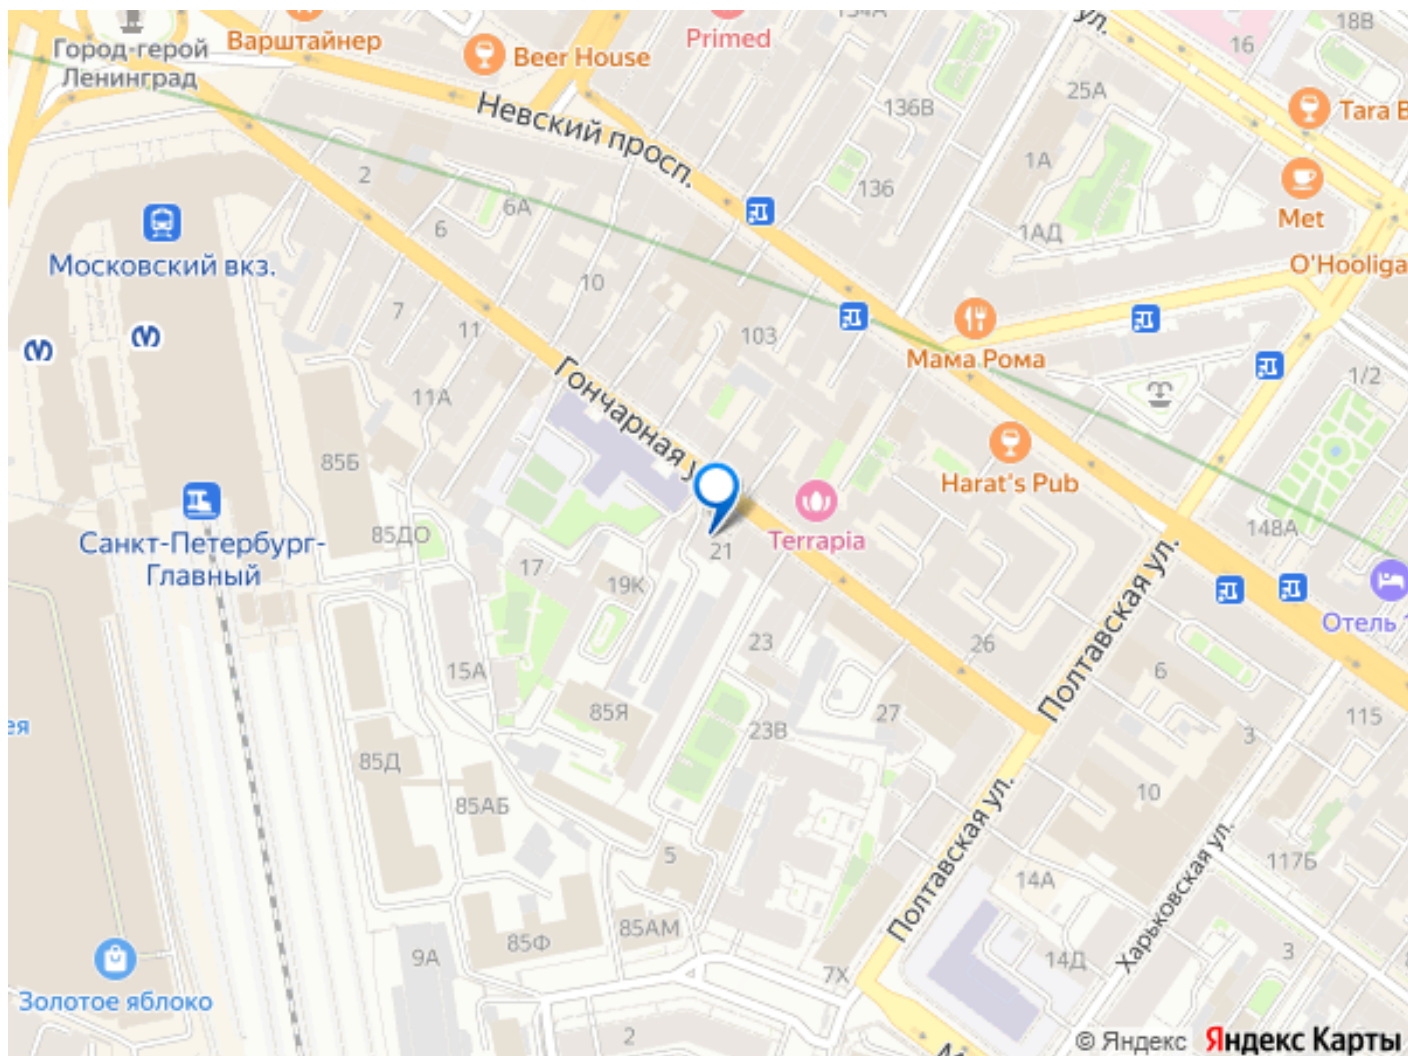 Город-герой
Ленинград
Варштайнер
Beer House
Primed
134А
16
18В
ул.
25А
136В
Tara B
Невский просп.
1А
136
2
6А
6
Met
1АД
Московский вкз.
O'Hooliga
10
7
11
103
Мама Рома
1/2
Гончарная у
11А
85Б
Harat's Pub
148А
Санкт-Петербург-
Главный
85ДО
Terrapia
21
17
19К
Полтавская ул.
Отель 1
23
26
15А
6
85Я
27
115
ея
23В
3
85Д
10
85АБ
Полтавская ул.
5
14А
Харьковская ул.
117Б
85АМ
85Ф
9А
14Д
3
7Х
Золотое яблоко
2
© Яндекс
Яндекс Карты